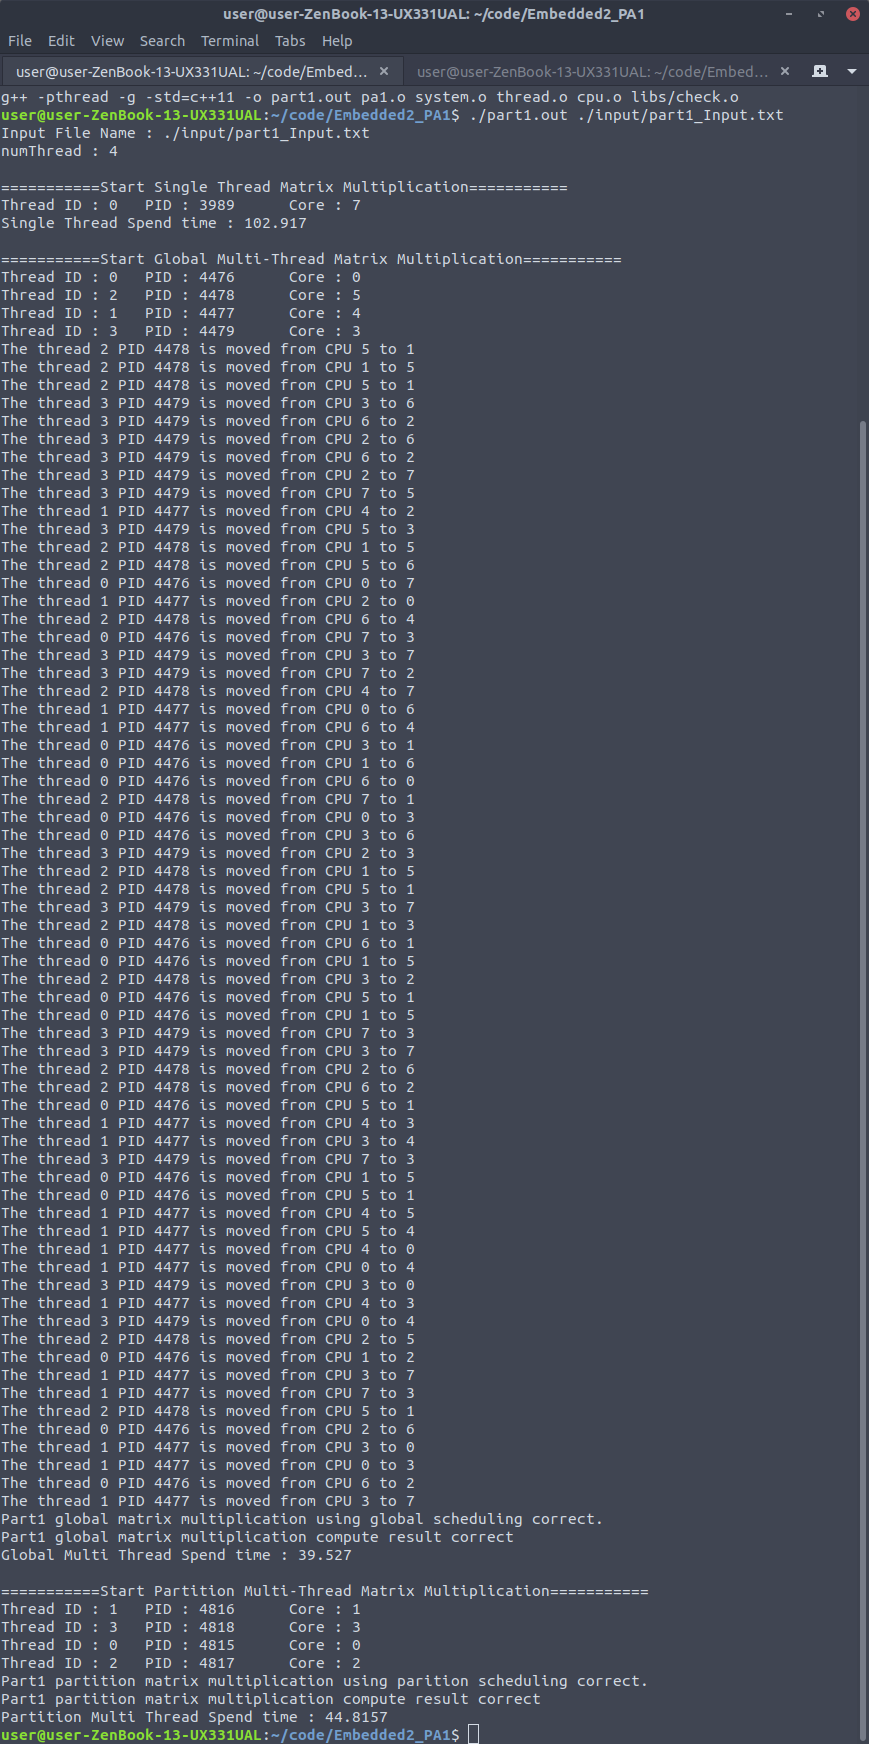 user@user-ZenBook-13-UX331UAL: ~/code/Embedded2_PA1
File Edit View Search Terminal Tabs Help
user@user-ZenBook-13-UX331UAL: ~/code/Embed... × user@user-ZenBook-13-UX331UAL: ~/code/Embed... ×
g++ -pthread -g -std=c++11 -o part1.out pa1.o system.o thread.o cpu.o libs/check.o
user@user-ZenBook-13-UX331UAL:~/code/Embedded2_PA1$ ./part1.out ./input/part1_Input.txt
Input File Name : ./input/part1_Input.txt
numThread : 4
===========Start Single Thread Matrix Multiplication===========
Thread ID : 0   PID : 3989      Core : 7
Single Thread Spend time : 102.917
===========Start Global Multi-Thread Matrix Multiplication===========
Thread ID : 0   PID : 4476      Core : 0
Thread ID : 2   PID : 4478      Core : 5
Thread ID : 1   PID : 4477      Core : 4
Thread ID : 3   PID : 4479      Core : 3
The thread 2 PID 4478 is moved from CPU 5 to 1
The thread 2 PID 4478 is moved from CPU 1 to 5
The thread 2 PID 4478 is moved from CPU 5 to 1
The thread 3 PID 4479 is moved from CPU 3 to 6
The thread 3 PID 4479 is moved from CPU 6 to 2
The thread 3 PID 4479 is moved from CPU 2 to 6
The thread 3 PID 4479 is moved from CPU 6 to 2
The thread 3 PID 4479 is moved from CPU 2 to 7
The thread 3 PID 4479 is moved from CPU 7 to 5
The thread 1 PID 4477 is moved from CPU 4 to 2
The thread 3 PID 4479 is moved from CPU 5 to 3
The thread 2 PID 4478 is moved from CPU 1 to 5
The thread 2 PID 4478 is moved from CPU 5 to 6
The thread 0 PID 4476 is moved from CPU 0 to 7
The thread 1 PID 4477 is moved from CPU 2 to 0
The thread 2 PID 4478 is moved from CPU 6 to 4
The thread 0 PID 4476 is moved from CPU 7 to 3
The thread 3 PID 4479 is moved from CPU 3 to 7
The thread 3 PID 4479 is moved from CPU 7 to 2
The thread 2 PID 4478 is moved from CPU 4 to 7
The thread 1 PID 4477 is moved from CPU 0 to 6
The thread 1 PID 4477 is moved from CPU 6 to 4
The thread 0 PID 4476 is moved from CPU 3 to 1
The thread 0 PID 4476 is moved from CPU 1 to 6
The thread 0 PID 4476 is moved from CPU 6 to 0
The thread 2 PID 4478 is moved from CPU 7 to 1
The thread 0 PID 4476 is moved from CPU 0 to 3
The thread 0 PID 4476 is moved from CPU 3 to 6
The thread 3 PID 4479 is moved from CPU 2 to 3
The thread 2 PID 4478 is moved from CPU 1 to 5
The thread 2 PID 4478 is moved from CPU 5 to 1
The thread 3 PID 4479 is moved from CPU 3 to 7
The thread 2 PID 4478 is moved from CPU 1 to 3
The thread 0 PID 4476 is moved from CPU 6 to 1
The thread 0 PID 4476 is moved from CPU 1 to 5
The thread 2 PID 4478 is moved from CPU 3 to 2
The thread 0 PID 4476 is moved from CPU 5 to 1
The thread 0 PID 4476 is moved from CPU 1 to 5
The thread 3 PID 4479 is moved from CPU 7 to 3
The thread 3 PID 4479 is moved from CPU 3 to 7
The thread 2 PID 4478 is moved from CPU 2 to 6
The thread 2 PID 4478 is moved from CPU 6 to 2
The thread 0 PID 4476 is moved from CPU 5 to 1
The thread 1 PID 4477 is moved from CPU 4 to 3
The thread 1 PID 4477 is moved from CPU 3 to 4
The thread 3 PID 4479 is moved from CPU 7 to 3
The thread 0 PID 4476 is moved from CPU 1 to 5
The thread 0 PID 4476 is moved from CPU 5 to 1
The thread 1 PID 4477 is moved from CPU 4 to 5
The thread 1 PID 4477 is moved from CPU 5 to 4
The thread 1 PID 4477 is moved from CPU 4 to 0
The thread 1 PID 4477 is moved from CPU 0 to 4
The thread 3 PID 4479 is moved from CPU 3 to 0
The thread 1 PID 4477 is moved from CPU 4 to 3
The thread 3 PID 4479 is moved from CPU 0 to 4
The thread 2 PID 4478 is moved from CPU 2 to 5
The thread 0 PID 4476 is moved from CPU 1 to 2
The thread 1 PID 4477 is moved from CPU 3 to 7
The thread 1 PID 4477 is moved from CPU 7 to 3
The thread 2 PID 4478 is moved from CPU 5 to 1
The thread 0 PID 4476 is moved from CPU 2 to 6
The thread 1 PID 4477 is moved from CPU 3 to 0
The thread 1 PID 4477 is moved from CPU 0 to 3
The thread 0 PID 4476 is moved from CPU 6 to 2
The thread 1 PID 4477 is moved from CPU 3 to 7
Part1 global matrix multiplication using global scheduling correct.
Part1 global matrix multiplication compute result correct
Global Multi Thread Spend time : 39.527
===========Start Partition Multi-Thread Matrix Multiplication===========
Thread ID : 1   PID : 4816      Core : 1
Thread ID : 3   PID : 4818      Core : 3
Thread ID : 0   PID : 4815      Core : 0
Thread ID : 2   PID : 4817      Core : 2
Part1 partition matrix multiplication using parition scheduling correct.
Part1 partition matrix multiplication compute result correct
Partition Multi Thread Spend time : 44.8157
user@user-ZenBook-13-UX331UAL:~/code/Embedded2_PA1$